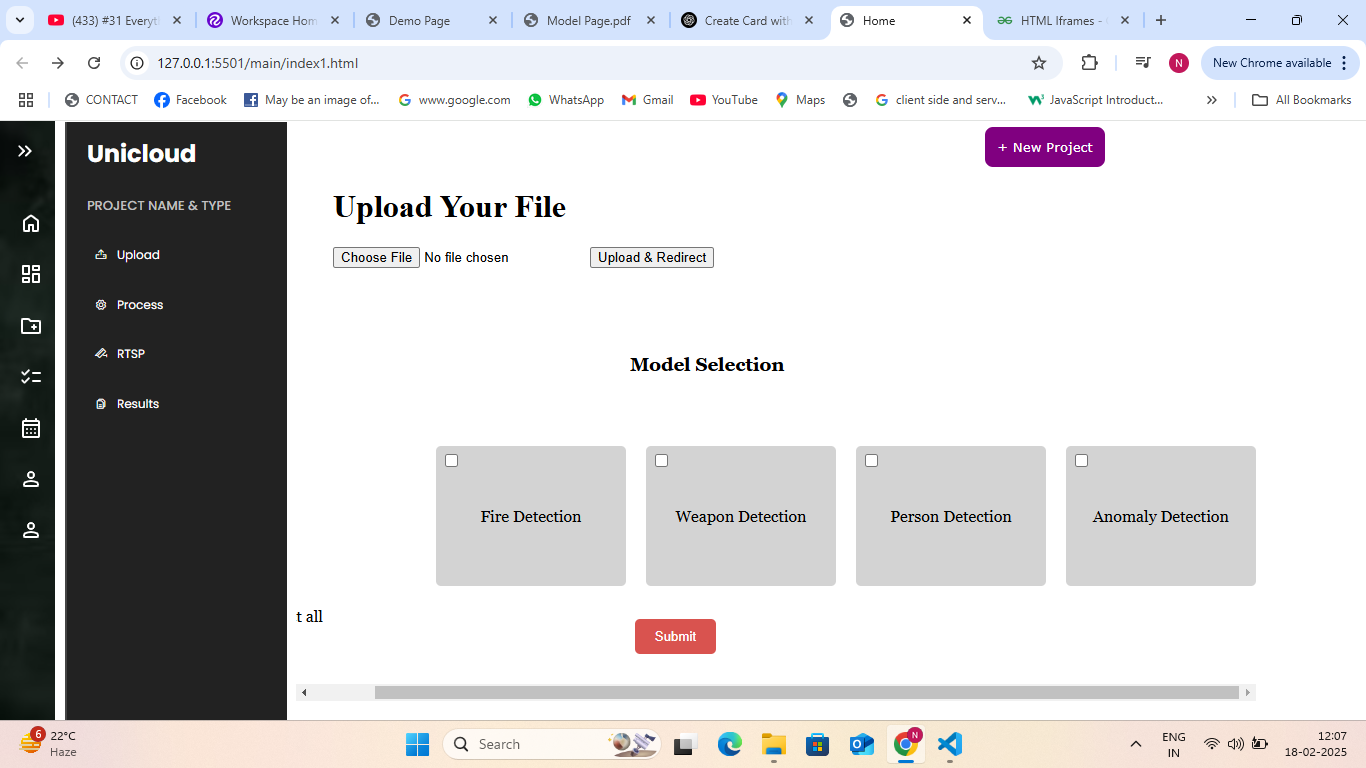 (433) #31 Everyt
Workspace Hom
Demo Page
Model Page.pdf
Create Card with
Home
HTML Iframes -
127.0.0.1:5501/main/index1.html
N
New Chrome available
CONTACT
Facebook
May be an image of...
www.google.com
WhatsApp
Gmail
YouTube
Maps
client side and serv...
JavaScript Introduct...
All Bookmarks
Unicloud
+ New Project
PROJECT NAME & TYPE
Upload
Process
RTSP
Results
Upload Your File
Choose File No file chosen
Upload & Redirect
Model Selection
Fire Detection
Weapon Detection
Person Detection
Anomaly Detection
t all
Submit
6
22°C
Haze
Search
N
ENG
IN
12:07
18-02-2025